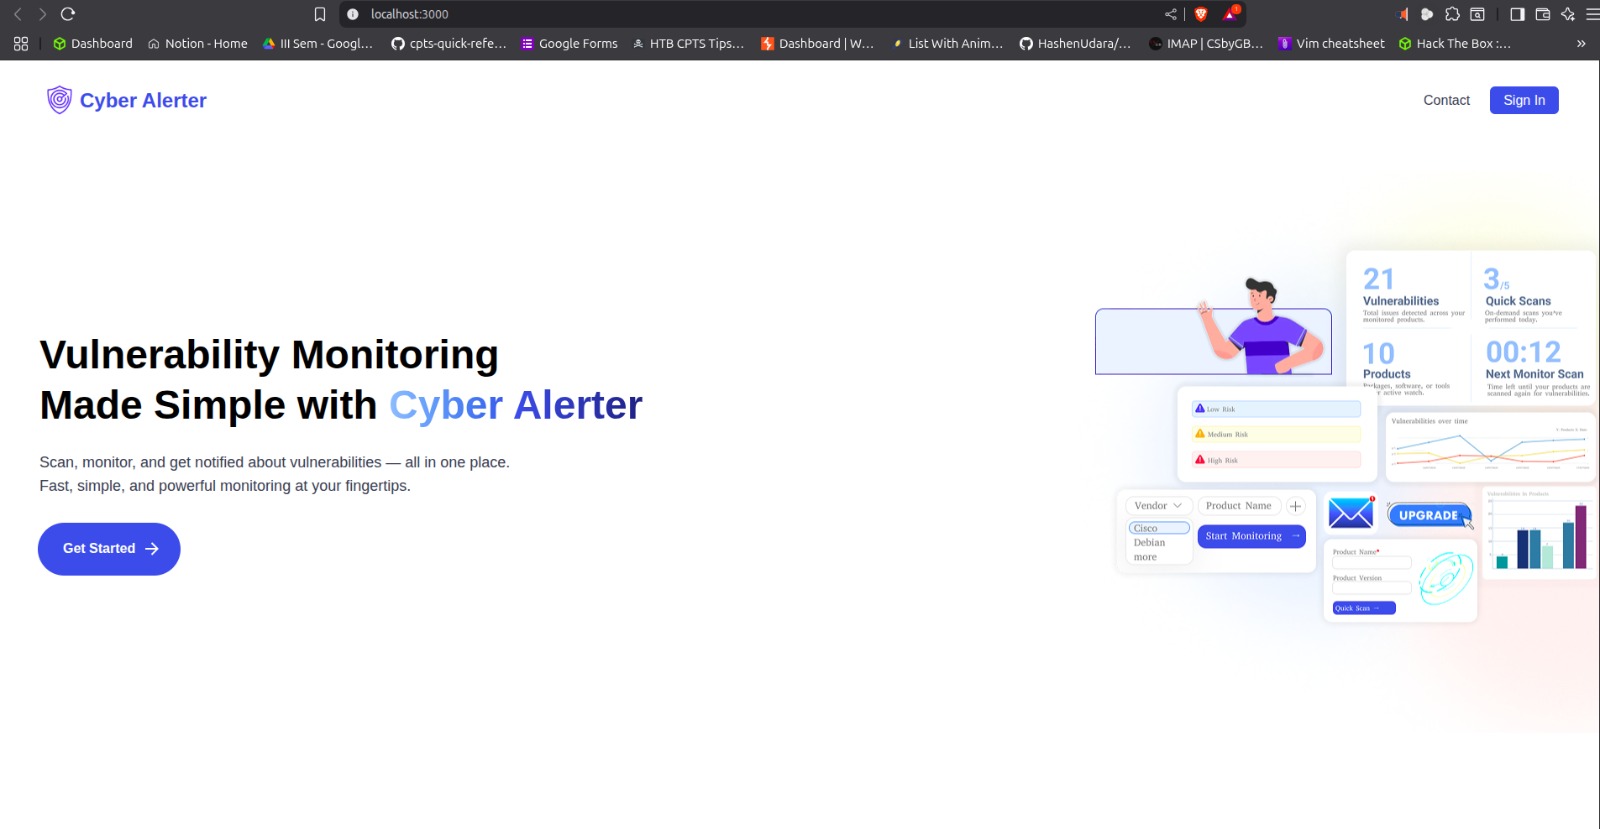 localhost:3000
Dashboard
Notion - Home
III Sem - Googl...
cpts-quick-refe...
Google Forms
HTB CPTS Tips...
Dashboard | W...
List With Anim...
HashenUdara/...
IMAP | CSbyGB...
Vim cheatsheet
Hack The Box :...
»
Cyber Alerter
Contact
Sign In
Vulnerability Monitoring
Made Simple with Cyber Alerter
Scan, monitor, and get notified about vulnerabilities — all in one place.
Fast, simple, and powerful monitoring at your fingertips.
Get Started →
21
Vulnerabilities
Total issues detected across your
monitored products.
3/5
Quick Scans
On-demand scans you've
performed today.
10
Products
Packages, software, or tools
active watch.
00:12
Next Monitor Scan
Time left until your products are
scanned again for vulnerabilities.
Low Risk
Medium Risk
High Risk
Vulnerabilities over time
Vendor
Product Name
Cisco
Debian
more
Start Monitoring →
UPGRADE
Vulnerabilities in Products
Product Name*
Product Version
Quick Scan →